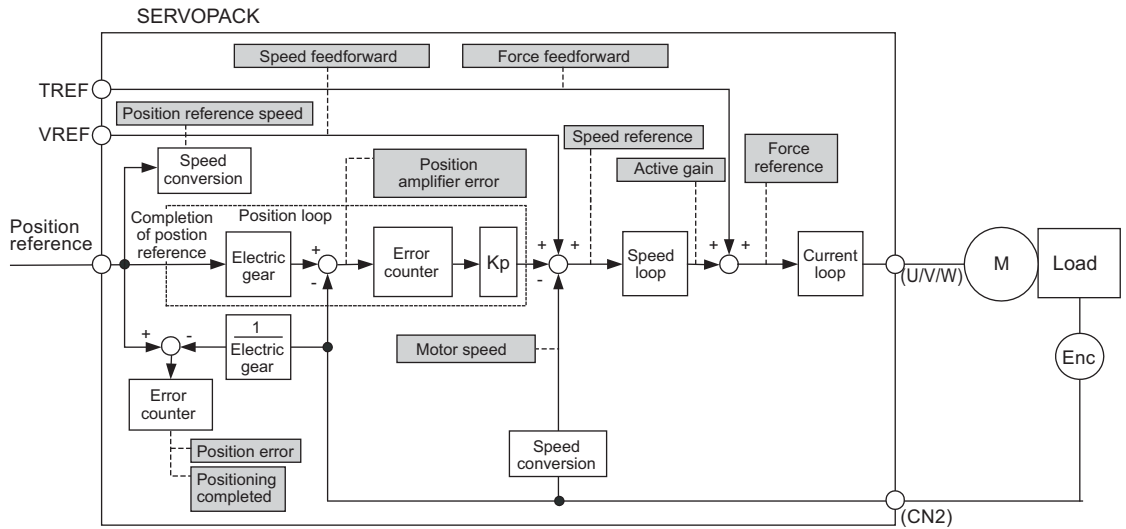 SERVOPACK
Speed feedforward
Force feedforward
TREF
Position reference speed
VREF
Speed reference
Speed
conversion
Position
amplifier error
Active gain
Force
reference
Position
reference
Completion
of postion
reference
Position loop
Electric
gear
+
-
Error
counter
Kp
+
+
-
Speed
loop
+
+
Current
loop
(U/V/W)
M
Load
+
-
1
Electric
gear
Motor speed
Enc
Error
counter
Position error
Positioning
completed
Speed
conversion
(CN2)